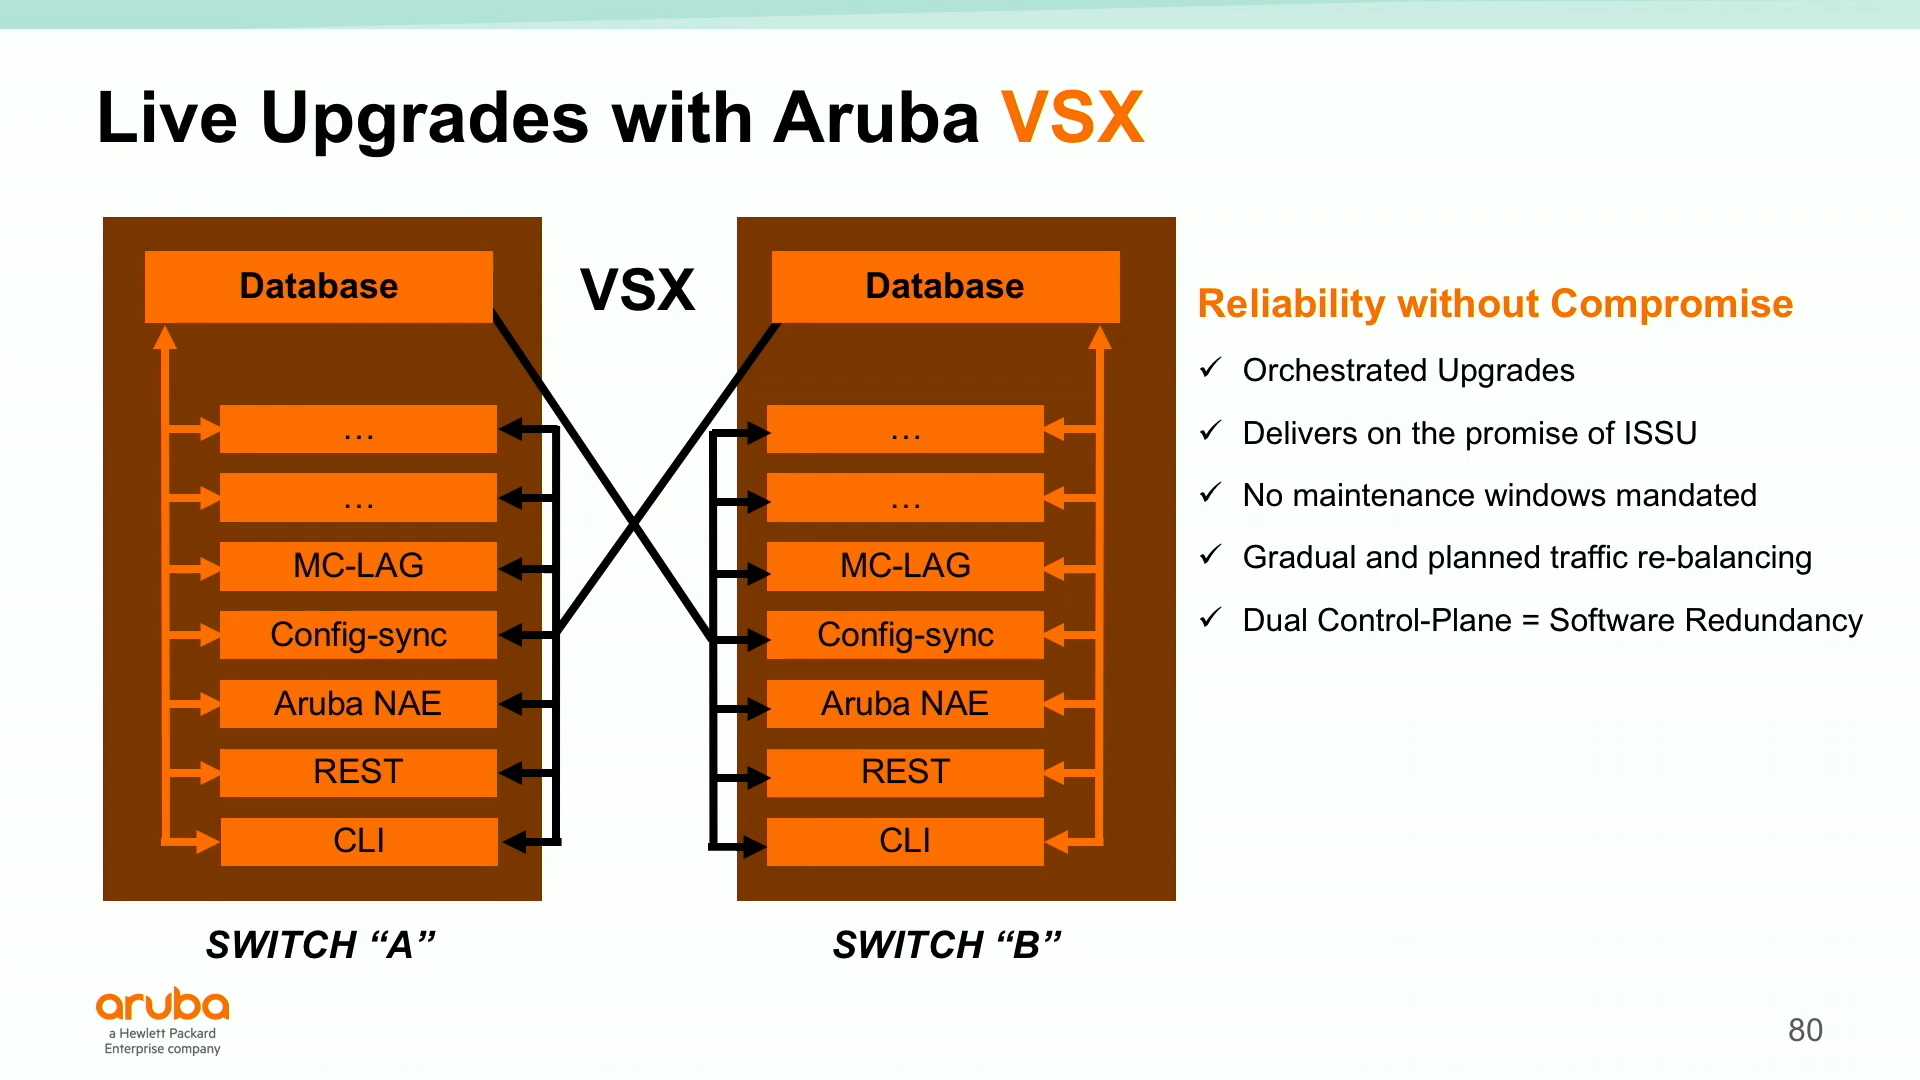 Live Upgrades with Aruba VSX
Database
…
…
MC-LAG
Config-sync
Aruba NAE
REST
CLI
SWITCH “A”
VSX
Database
…
…
MC-LAG
Config-sync
Aruba NAE
REST
CLI
SWITCH “B”
Reliability without Compromise
✓ Orchestrated Upgrades
✓ Delivers on the promise of ISSU
✓ No maintenance windows mandated
✓ Gradual and planned traffic re-balancing
✓ Dual Control-Plane = Software Redundancy
aruba
a Hewlett Packard
Enterprise company
80